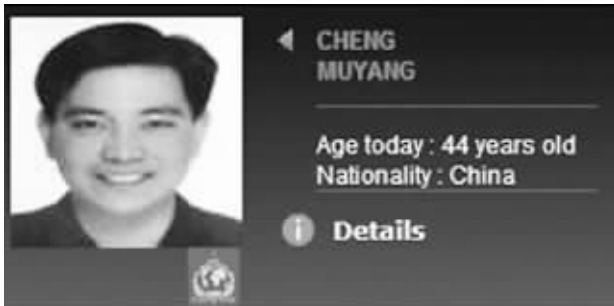 CHENG
MUYANG
Age today : 44 years old
Nationality : China
Details